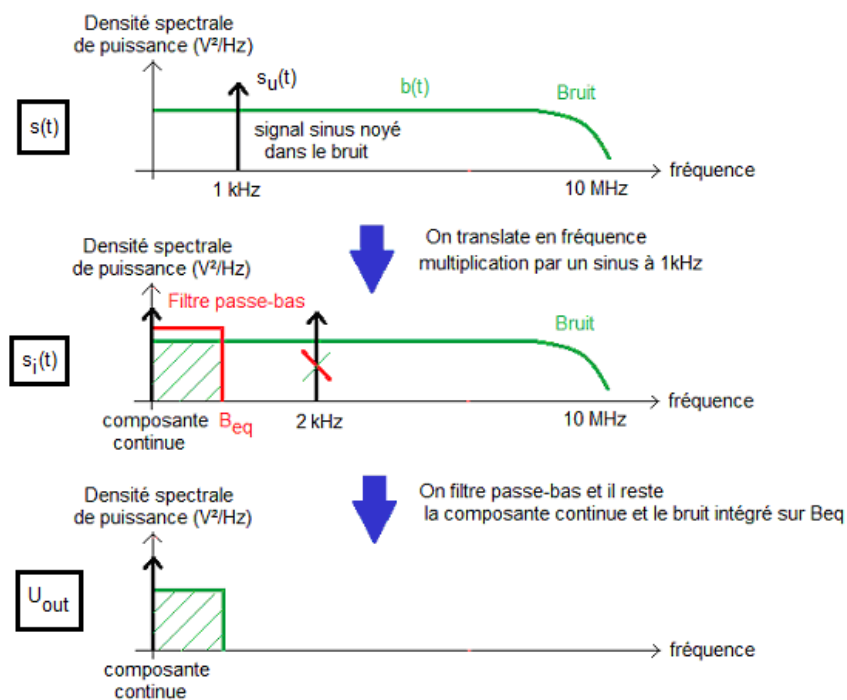 Densité spectrale
de puissance (V²/Hz)
s(t)
su(t)
b(t)
Bruit
signal sinus noyé
dans le bruit
1 kHz
10 MHz
fréquence
On translate en fréquence
multiplication par un sinus à 1kHz
Densité spectrale
de puissance (V²/Hz)
Filtre passe-bas
Bruit
si(t)
composante
continue
Beq
2 kHz
10 MHz
fréquence
On filtre passe-bas et il reste
la composante continue et le bruit intégré sur Beq
Densité spectrale
de puissance (V²/Hz)
Uout
fréquence
composante
continue